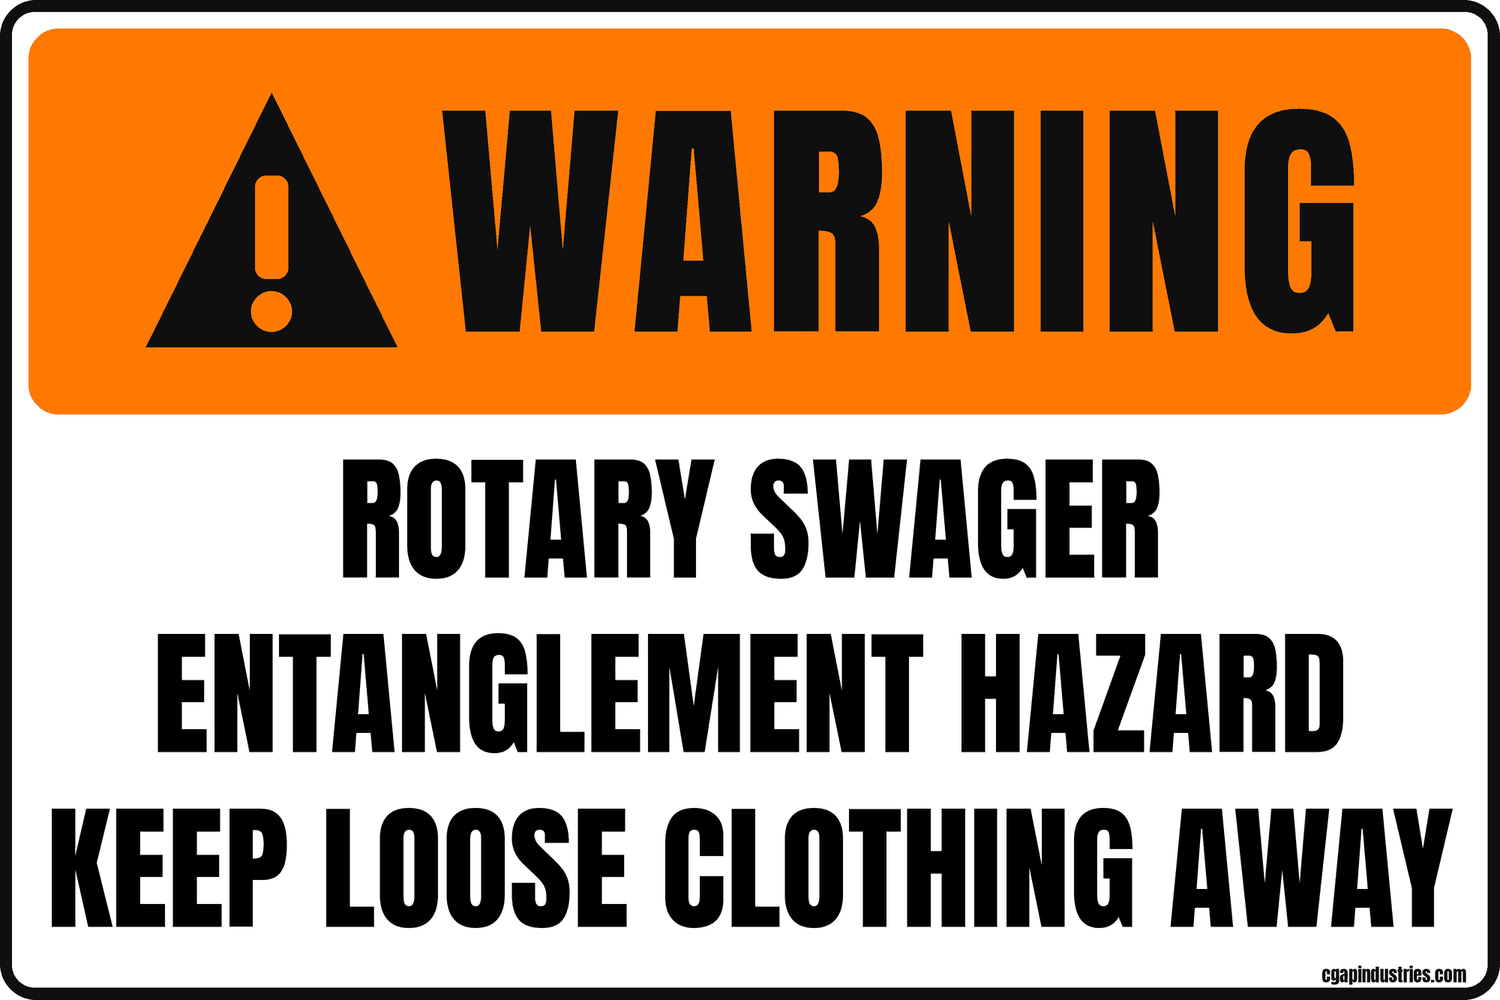 WARNING
ROTARY SWAGER
ENTANGLEMENT HAZARD
KEEP LOOSE CLOTHING AWAY
cgapindustries.com